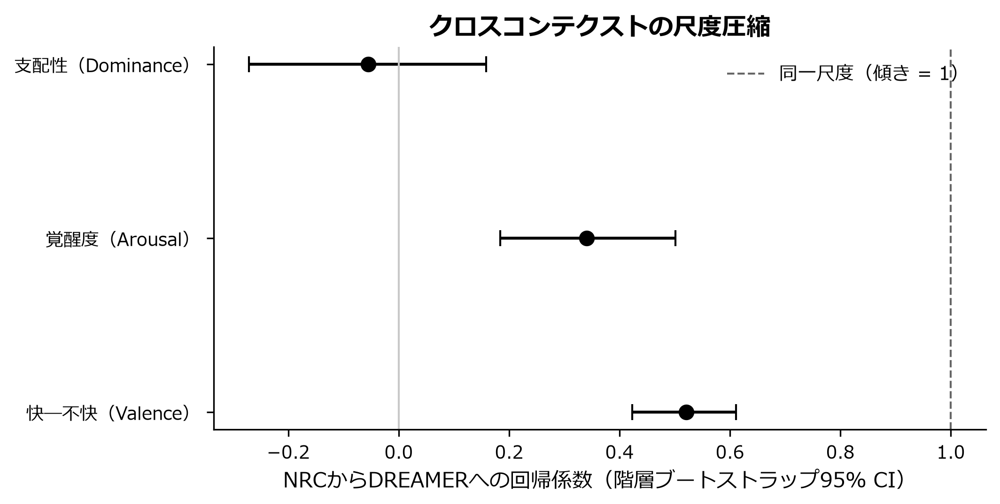 クロスコンテクストの尺度圧縮
支配性（Dominance）
同一尺度（傾き = 1）
覚醒度（Arousal）
快—不快（Valence）
−0.2 0.0 0.2 0.4 0.6 0.8 1.0
NRCからDREAMERへの回帰係数（階層ブートストラップ95% CI）